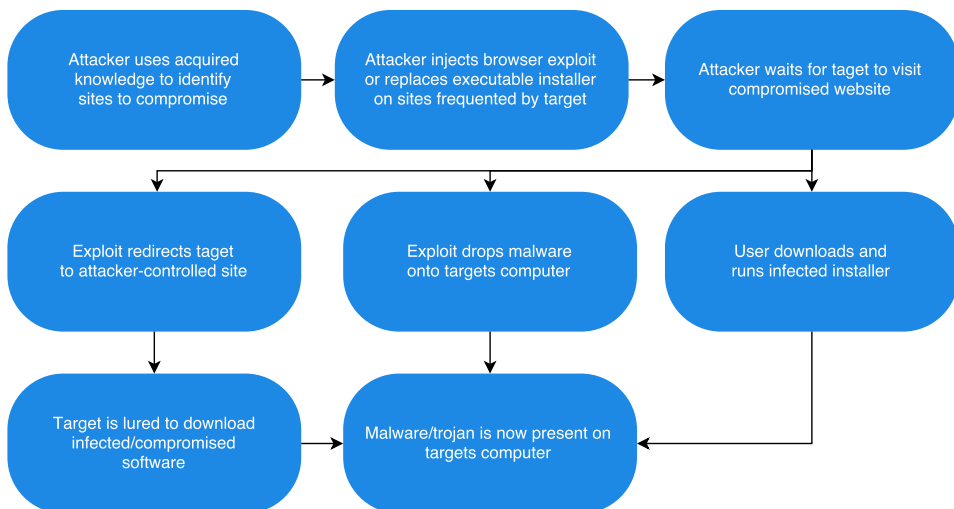 Attacker uses acquired
knowledge to identify
sites to compromise
Attacker injects browser exploit
or replaces executable installer
on sites frequented by target
Attacker waits for taget to visit
compromised website
Exploit redirects taget
to attacker-controlled site
Exploit drops malware
onto targets computer
User downloads and
runs infected installer
Target is lured to download
infected/compromised
software
Malware/trojan is now present on
targets computer